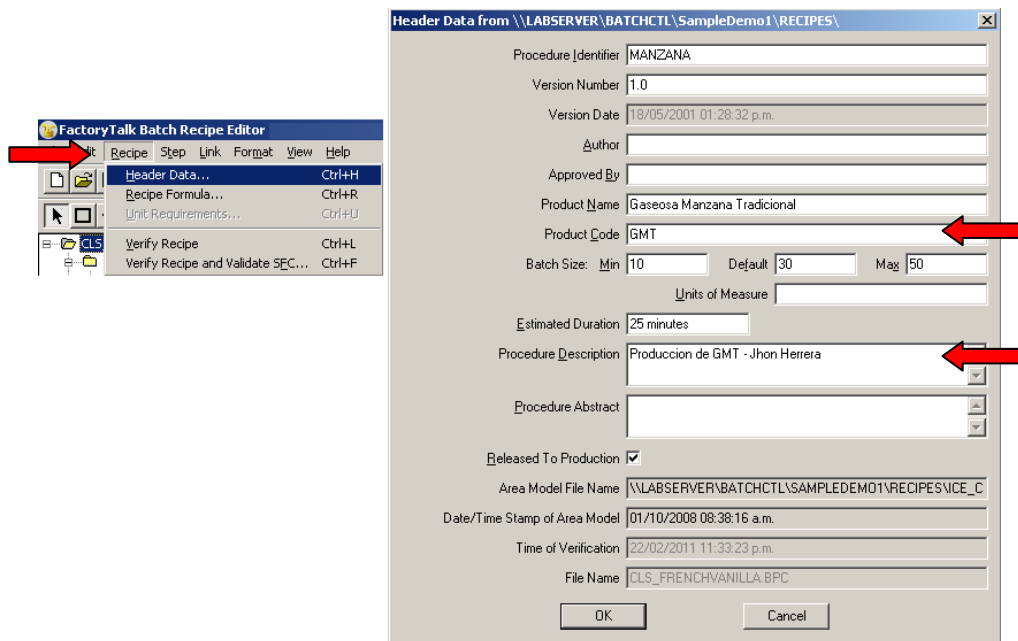 FactoryTalk Batch Recipe Editor
Recipe Step Link Format View Help
Header Data... Ctrl+H
Recipe Formula... Ctrl+R
Unit Requirements... Ctrl+U
CLS
Verify Recipe Ctrl+L
Verify Recipe and Validate SFC... Ctrl+F
Header Data from \\LABSERVER\BATCHCTL\SampleDemo1\RECIPES\
Procedure Identifier MANZANA
Version Number 1.0
Version Date 18/05/2001 01:28:32 p.m.
Author
Approved By
Product Name Gaseosa Manzana Tradicional
Product Code GMT
Batch Size: Min 10 Default 30 Max 50
Units of Measure
Estimated Duration 25 minutes
Procedure Description Produccion de GMT - Jhon Herrera
Procedure Abstract
Released To Production
Area Model File Name \\LABSERVER\BATCHCTL\SAMPLEDEMO1\RECIPES\ICE_C
Date/Time Stamp of Area Model 01/10/2008 08:38:16 a.m.
Time of Verification 22/02/2011 11:33:23 p.m.
File Name CLS_FRENCHVANILLA.BPC
OK Cancel